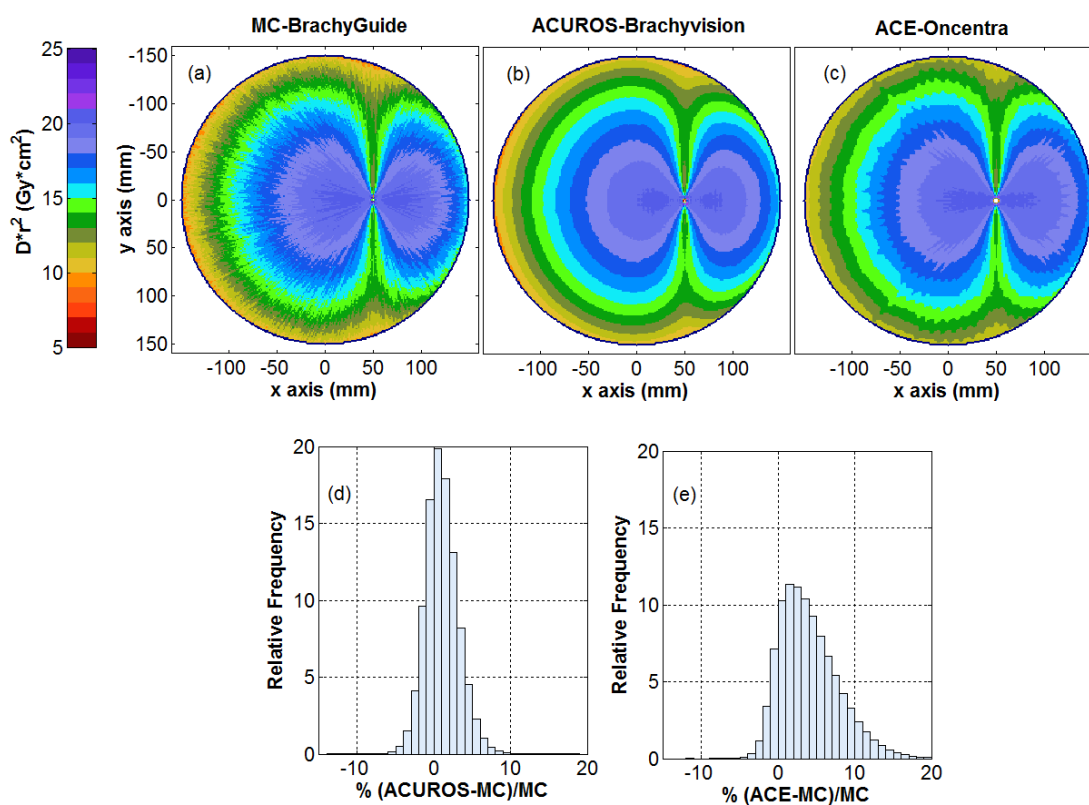 MC-BrachyGuide
ACUROS-Brachyvision
ACE-Oncentra
D*r² (Gy*cm²)
25
20
15
10
5
y axis (mm)
-150
-100
-50
0
50
100
150
(a)
(b)
(c)
-100 -50 0 50 100
-100 -50 0 50 100
-100 -50 0 50 100
x axis (mm)
x axis (mm)
x axis (mm)
Relative Frequency
20
15
10
5
0
(d)
-10 0 10 20
% (ACUROS-MC)/MC
Relative Frequency
20
15
10
5
0
(e)
-10 0 10 20
% (ACE-MC)/MC